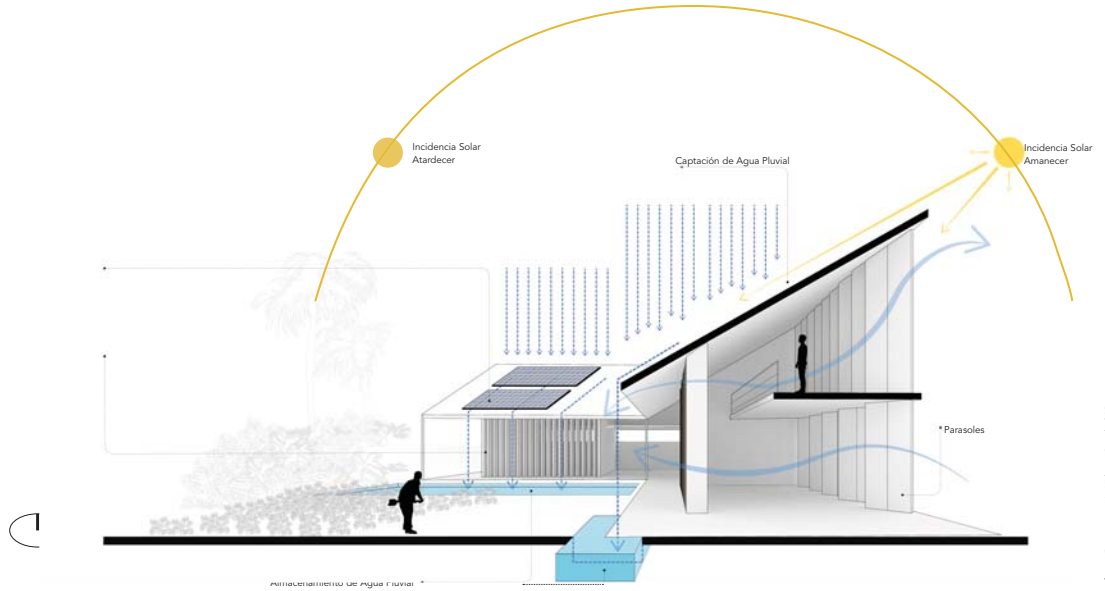 Incidencia Solar
Atardecer
Captación de Agua Pluvial
Incidencia Solar
Amanecer
Parasoles
Almacenamiento de Agua Pluvial